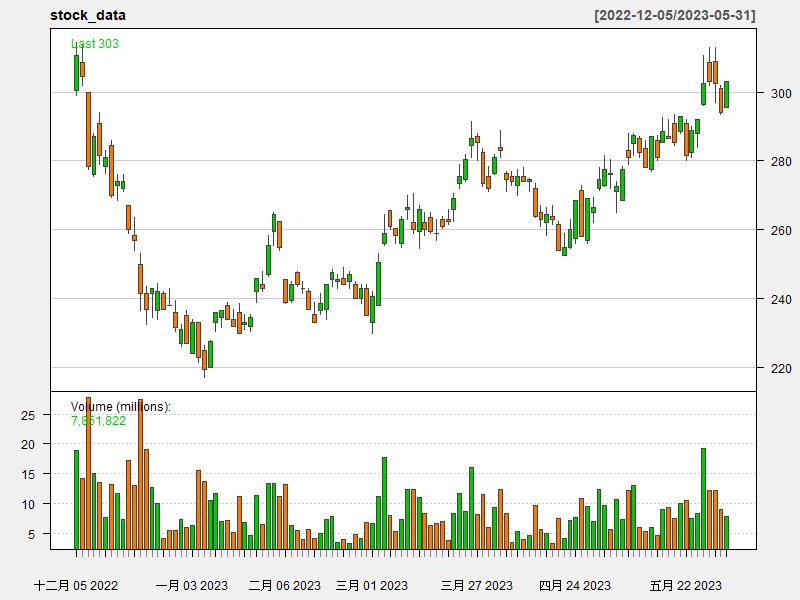 stock_data
[2022-12-05/2023-05-31]
Last 303
300
280
260
240
220
Volume (millions):
7,851,822
25
20
15
10
5
十二月 05 2022
一月 03 2023
二月 06 2023
三月 01 2023
三月 27 2023
四月 24 2023
五月 22 2023